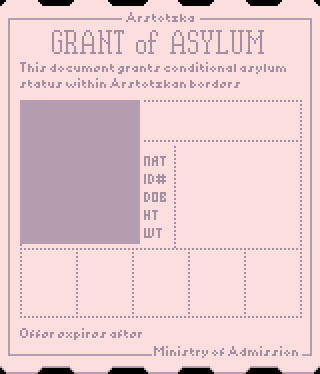 Arstotzka
GRANT of ASYLUM
This document grants conditional asylum
status within Arstotzkan borders
NAT
ID#
DOB
HT
WT
Offer expires after
Ministry of Admission